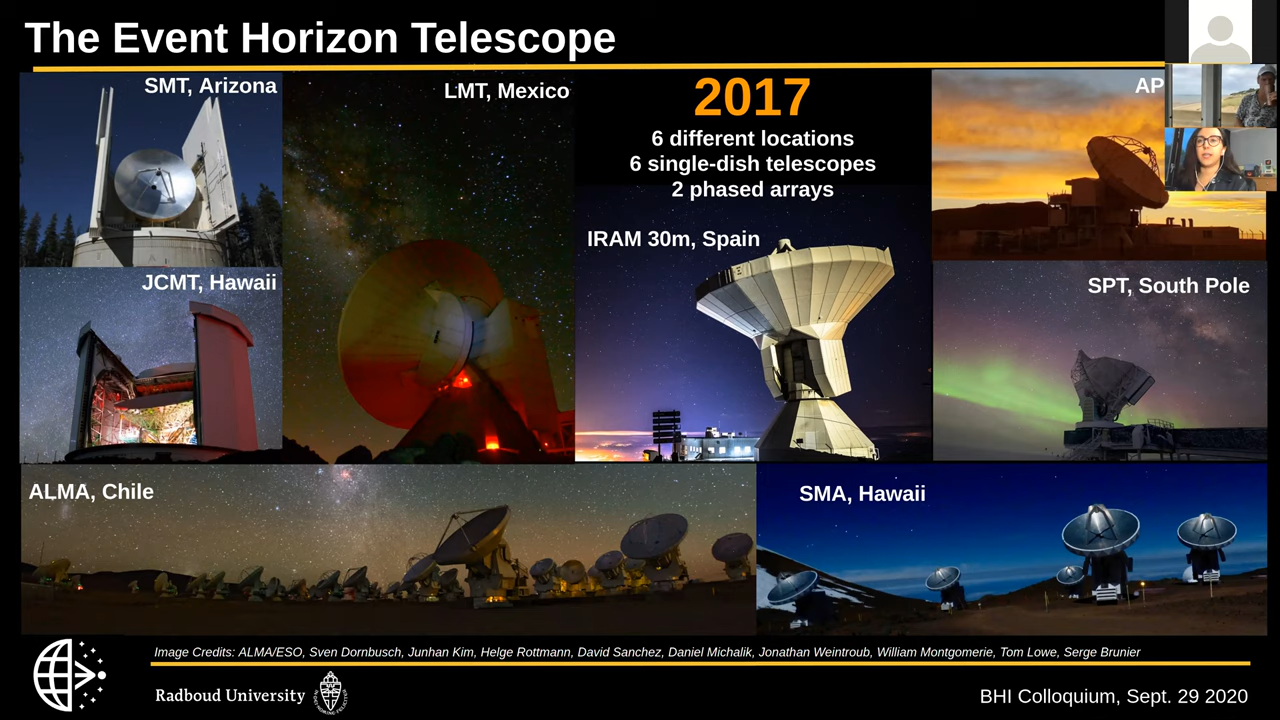 The Event Horizon Telescope
SMT, Arizona
LMT, Mexico
2017
6 different locations
6 single-dish telescopes
2 phased arrays
AP
IRAM 30m, Spain
JCMT, Hawaii
SPT, South Pole
ALMA, Chile
SMA, Hawaii
Image Credits: ALMA/ESO, Sven Dornbusch, Junhan Kim, Helge Rottmann, David Sanchez, Daniel Michalik, Jonathan Weintroub, William Montgomerie, Tom Lowe, Serge Brunier
Radboud University
BHI Colloquium, Sept. 29 2020